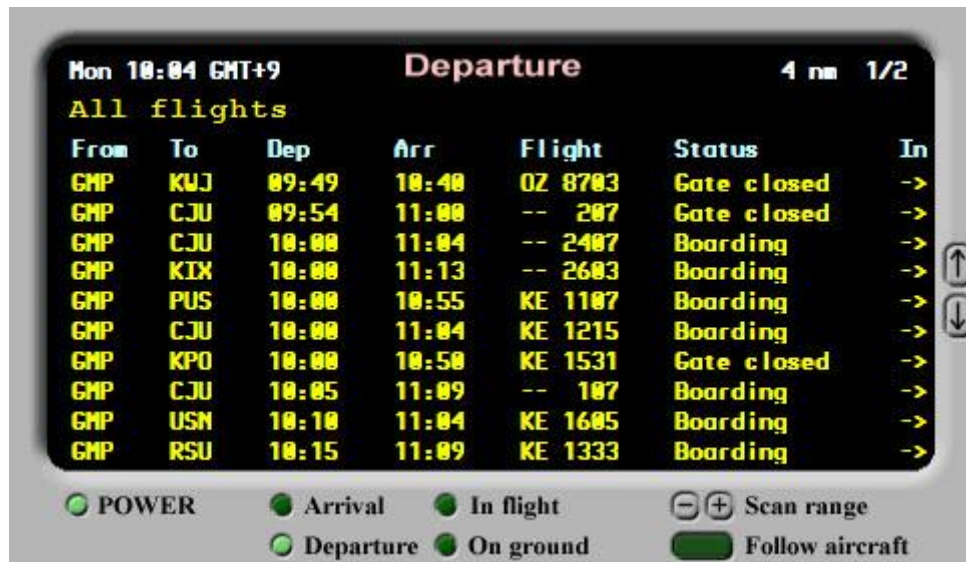 Mon 10:04 GMT+9 Departure 4 nm 1/2
All flights
From To Dep Arr Flight Status In
GMP KWJ 09:49 10:40 OZ 8703 Gate closed ->
GMP CJU 09:54 11:00 -- 207 Gate closed ->
GMP CJU 10:00 11:04 -- 2407 Boarding ->
GMP KIX 10:00 11:13 -- 2603 Boarding ->
GMP PUS 10:00 10:55 KE 1107 Boarding ->
GMP CJU 10:00 11:04 KE 1215 Boarding ->
GMP KPO 10:00 10:50 KE 1531 Gate closed ->
GMP CJU 10:05 11:09 -- 107 Boarding ->
GMP USN 10:10 11:04 KE 1605 Boarding ->
GMP RSU 10:15 11:09 KE 1333 Boarding ->
POWER Arrival In flight - + Scan range
Departure On ground Follow aircraft